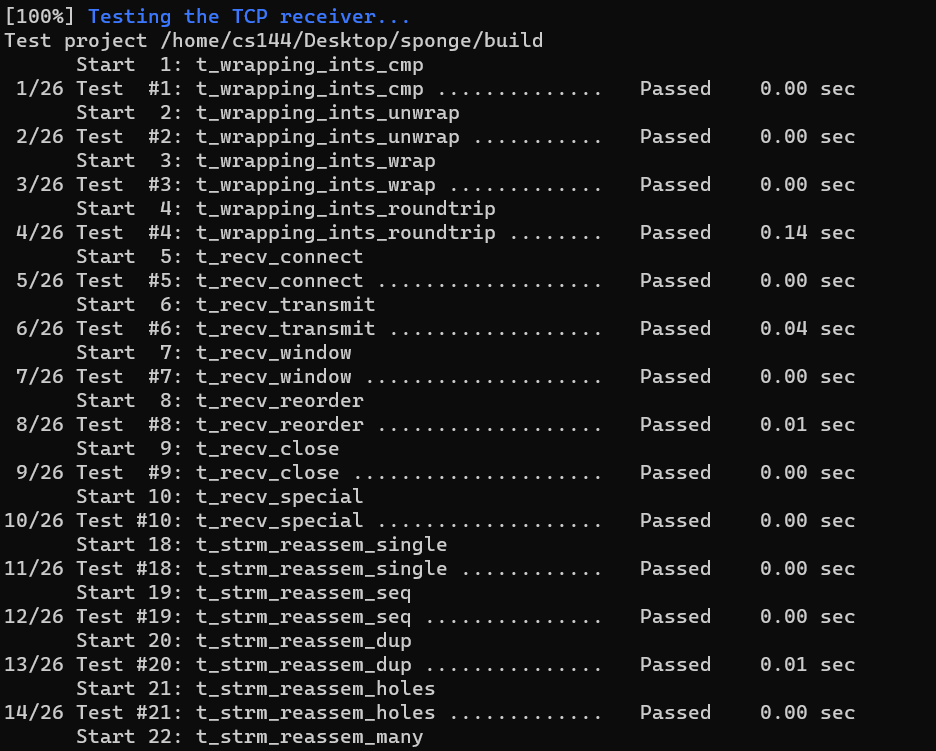 [100%] Testing the TCP receiver...
Test project /home/cs144/Desktop/sponge/build
      Start  1: t_wrapping_ints_cmp
 1/26 Test  #1: t_wrapping_ints_cmp ..............   Passed    0.00 sec
      Start  2: t_wrapping_ints_unwrap
 2/26 Test  #2: t_wrapping_ints_unwrap ...........   Passed    0.00 sec
      Start  3: t_wrapping_ints_wrap
 3/26 Test  #3: t_wrapping_ints_wrap .............   Passed    0.00 sec
      Start  4: t_wrapping_ints_roundtrip
 4/26 Test  #4: t_wrapping_ints_roundtrip ........   Passed    0.14 sec
      Start  5: t_recv_connect
 5/26 Test  #5: t_recv_connect ...................   Passed    0.00 sec
      Start  6: t_recv_transmit
 6/26 Test  #6: t_recv_transmit ..................   Passed    0.04 sec
      Start  7: t_recv_window
 7/26 Test  #7: t_recv_window ....................   Passed    0.00 sec
      Start  8: t_recv_reorder
 8/26 Test  #8: t_recv_reorder ...................   Passed    0.01 sec
      Start  9: t_recv_close
 9/26 Test  #9: t_recv_close .....................   Passed    0.00 sec
      Start 10: t_recv_special
10/26 Test #10: t_recv_special ...................   Passed    0.00 sec
      Start 18: t_strm_reassem_single
11/26 Test #18: t_strm_reassem_single ............   Passed    0.00 sec
      Start 19: t_strm_reassem_seq
12/26 Test #19: t_strm_reassem_seq ...............   Passed    0.00 sec
      Start 20: t_strm_reassem_dup
13/26 Test #20: t_strm_reassem_dup ...............   Passed    0.01 sec
      Start 21: t_strm_reassem_holes
14/26 Test #21: t_strm_reassem_holes .............   Passed    0.00 sec
      Start 22: t_strm_reassem_many